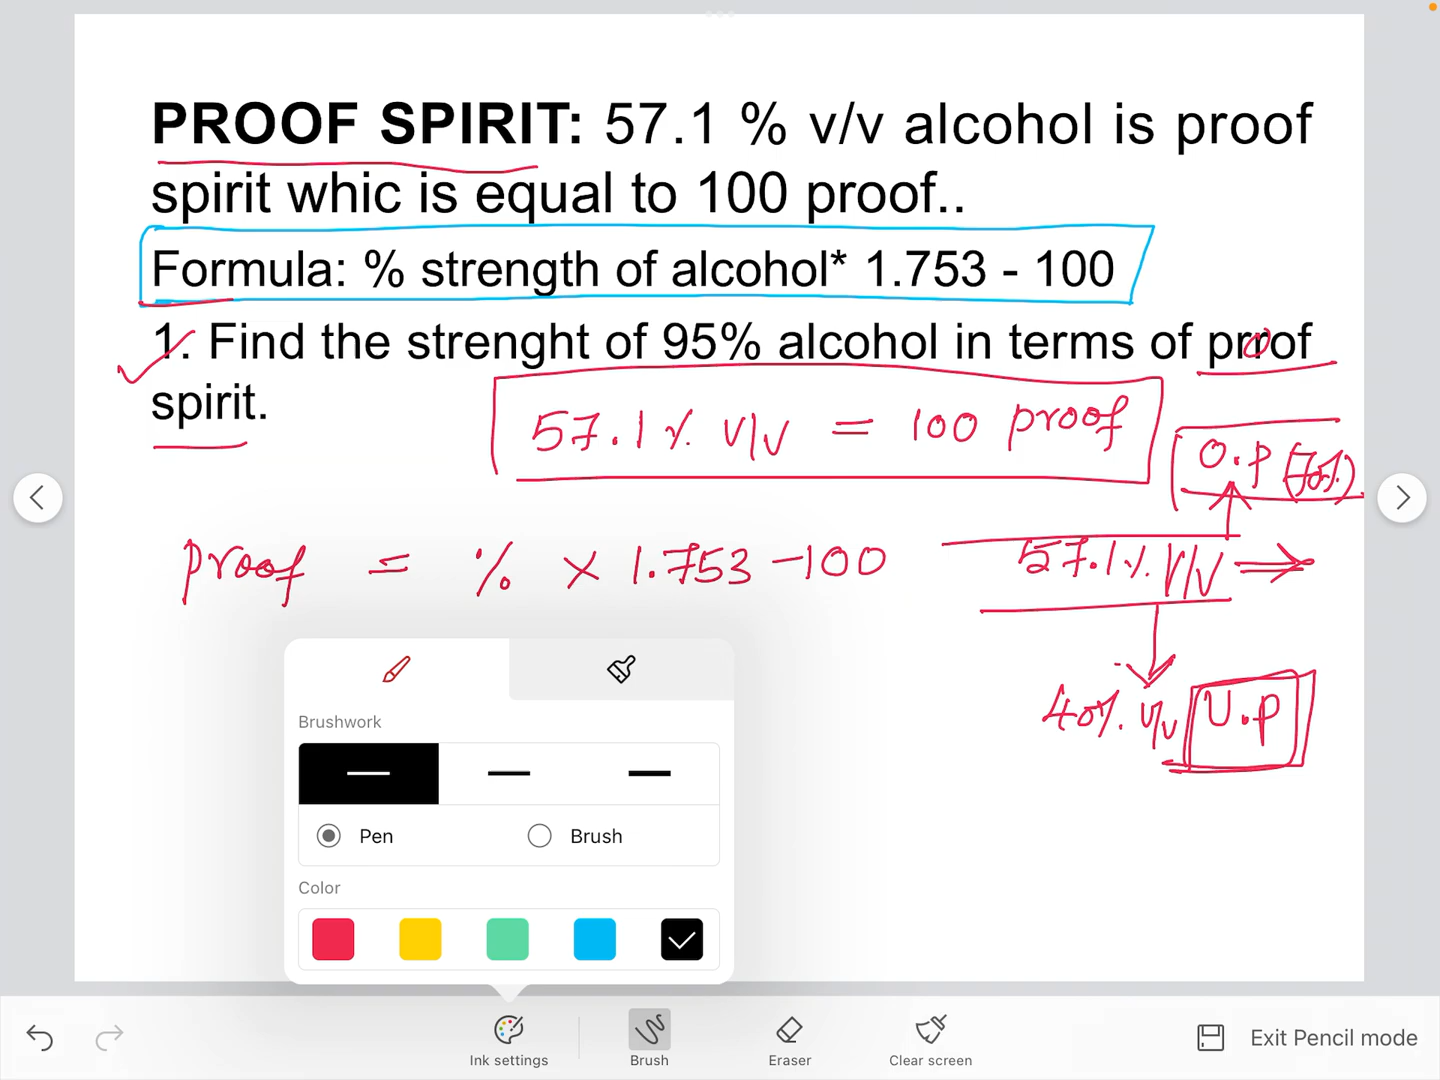 PROOF SPIRIT: 57.1 % v/v alcohol is proof
spirit whic is equal to 100 proof..
Formula: % strength of alcohol* 1.753 - 100
1. Find the strenght of 95% alcohol in terms of prrof
spirit.
57.1% v/v = 100 proof
O.P (70%)
proof = % × 1.753 -100
57.1% V/V ⇒
40% v/v U.P
Brushwork
Pen Brush
Color
Ink settings
Brush
Eraser
Clear screen
Exit Pencil mode